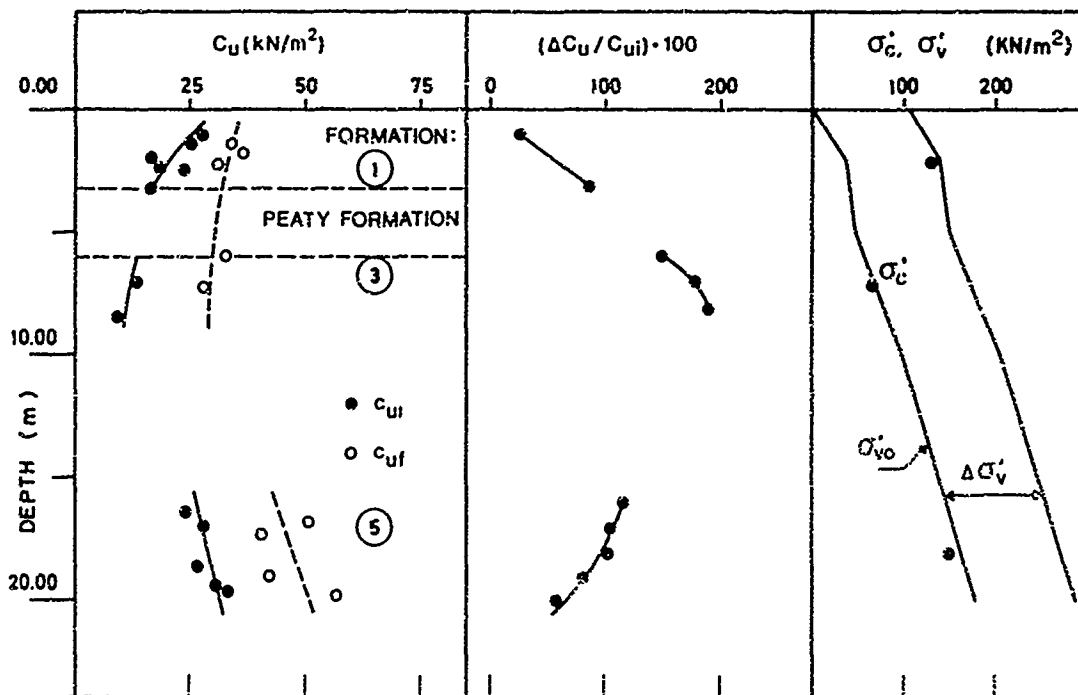 Cu (kN/m²)
(ΔCu / Cui) • 100
σ'c, σ'v (KN/m²)
0.00 25 50 75 0 100 200 100 200
FORMATION:
1
PEATY FORMATION
3
σ'c
10.00
cui
cuf
σ'vo
Δσ'v
DEPTH (m)
5
20.00